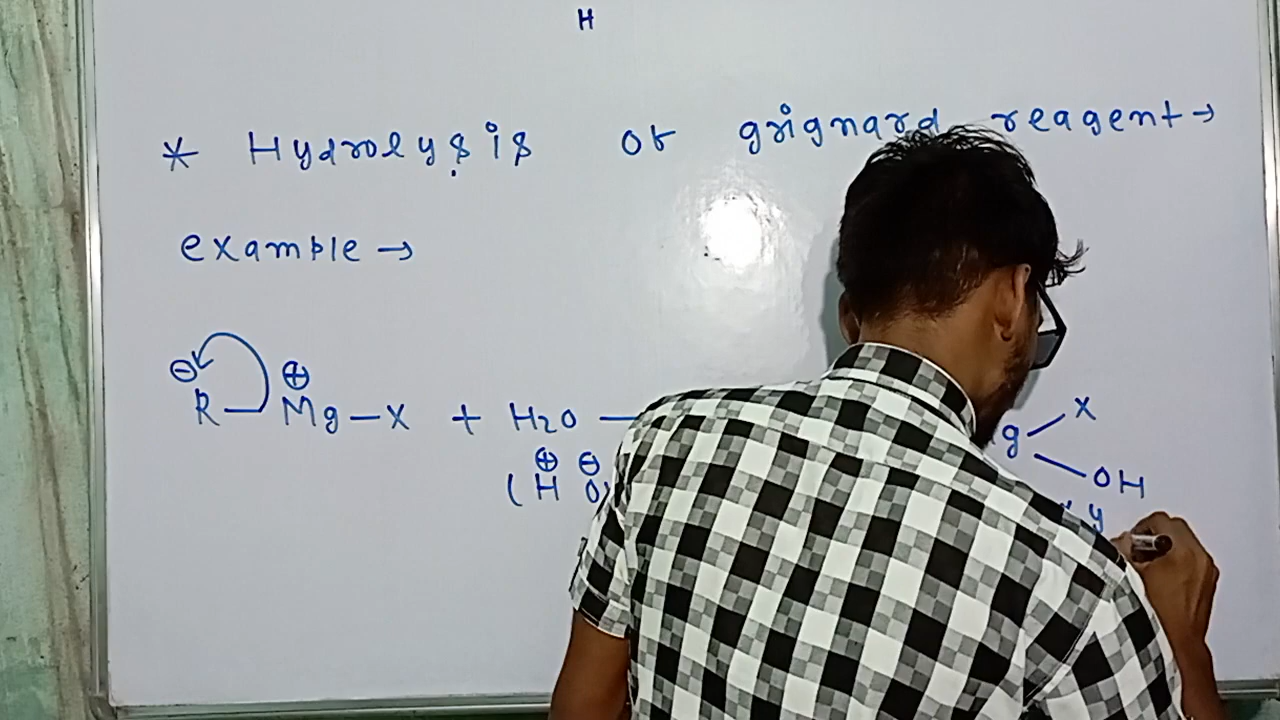 H
* Hydrolysis of grignard reagent →
example →
⊖ ⊕
R — Mg — X + H₂O — g X
⊕ ⊖
( H O OH
y